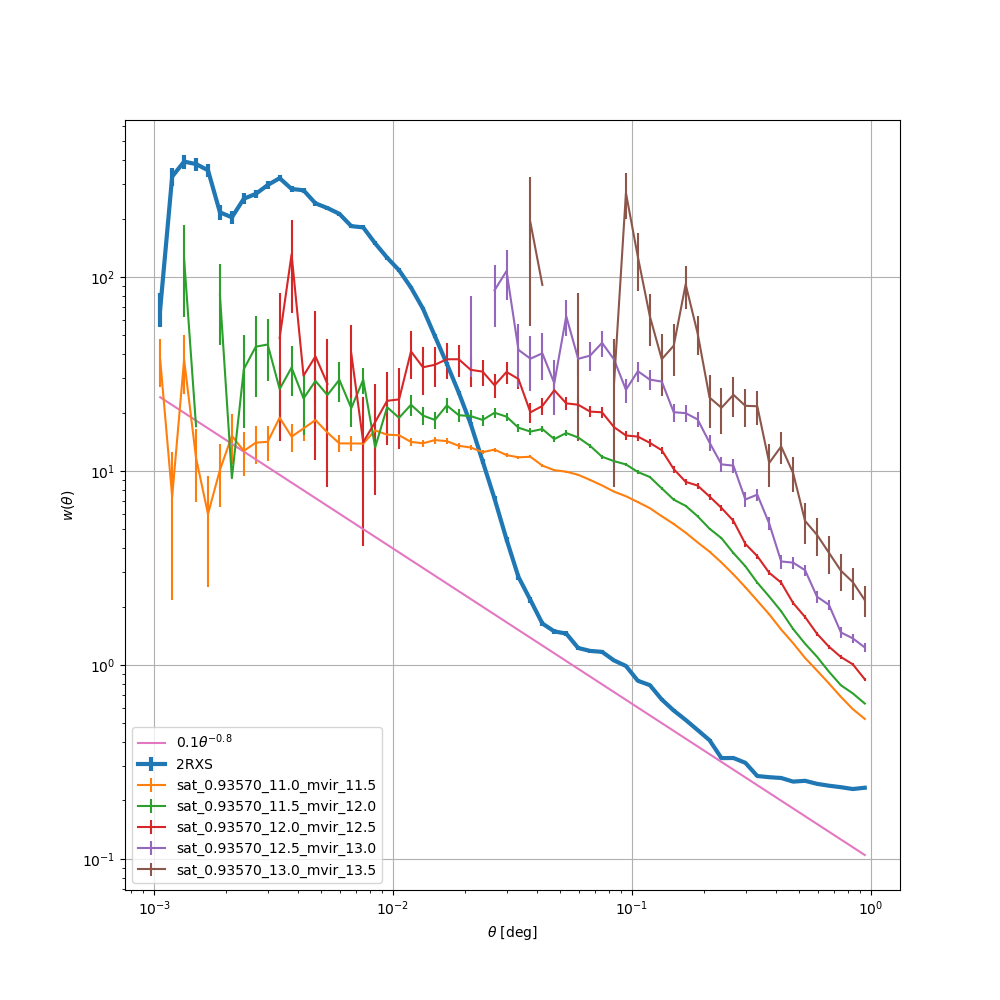 w(θ)
10²
10¹
10⁰
10⁻¹
0.1θ⁻⁰·⁸
2RXS
sat_0.93570_11.0_mvir_11.5
sat_0.93570_11.5_mvir_12.0
sat_0.93570_12.0_mvir_12.5
sat_0.93570_12.5_mvir_13.0
sat_0.93570_13.0_mvir_13.5
10⁻³ 10⁻² 10⁻¹ 10⁰
θ [deg]